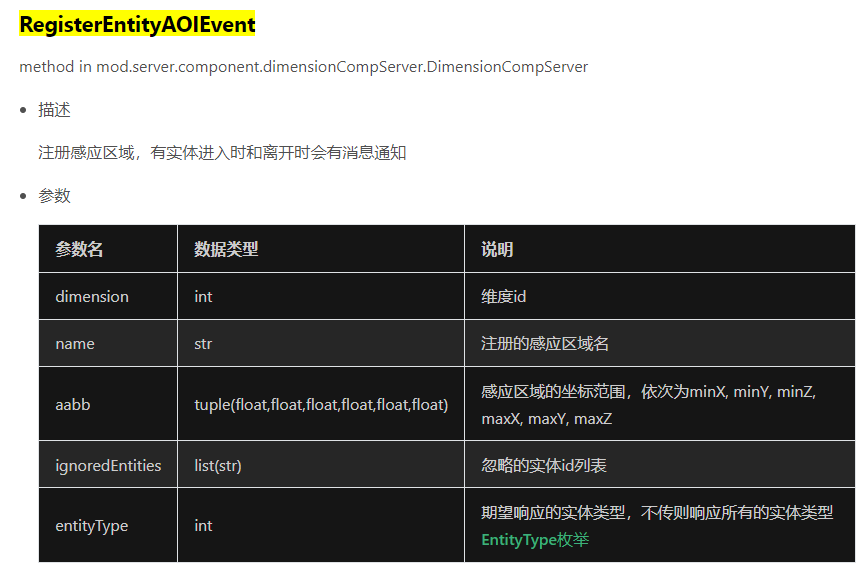 RegisterEntityAOIEvent
method in mod.server.component.dimensionCompServer.DimensionCompServer
描述
注册感应区域，有实体进入时和离开时会有消息通知
参数
参数名 数据类型 说明
dimension int 维度id
name str 注册的感应区域名
aabb tuple(float,float,float,float,float,float) 感应区域的坐标范围，依次为minX, minY, minZ,
maxX, maxY, maxZ
ignoredEntities list(str) 忽略的实体id列表
entityType int 期望响应的实体类型，不传则响应所有的实体类型
EntityType枚举